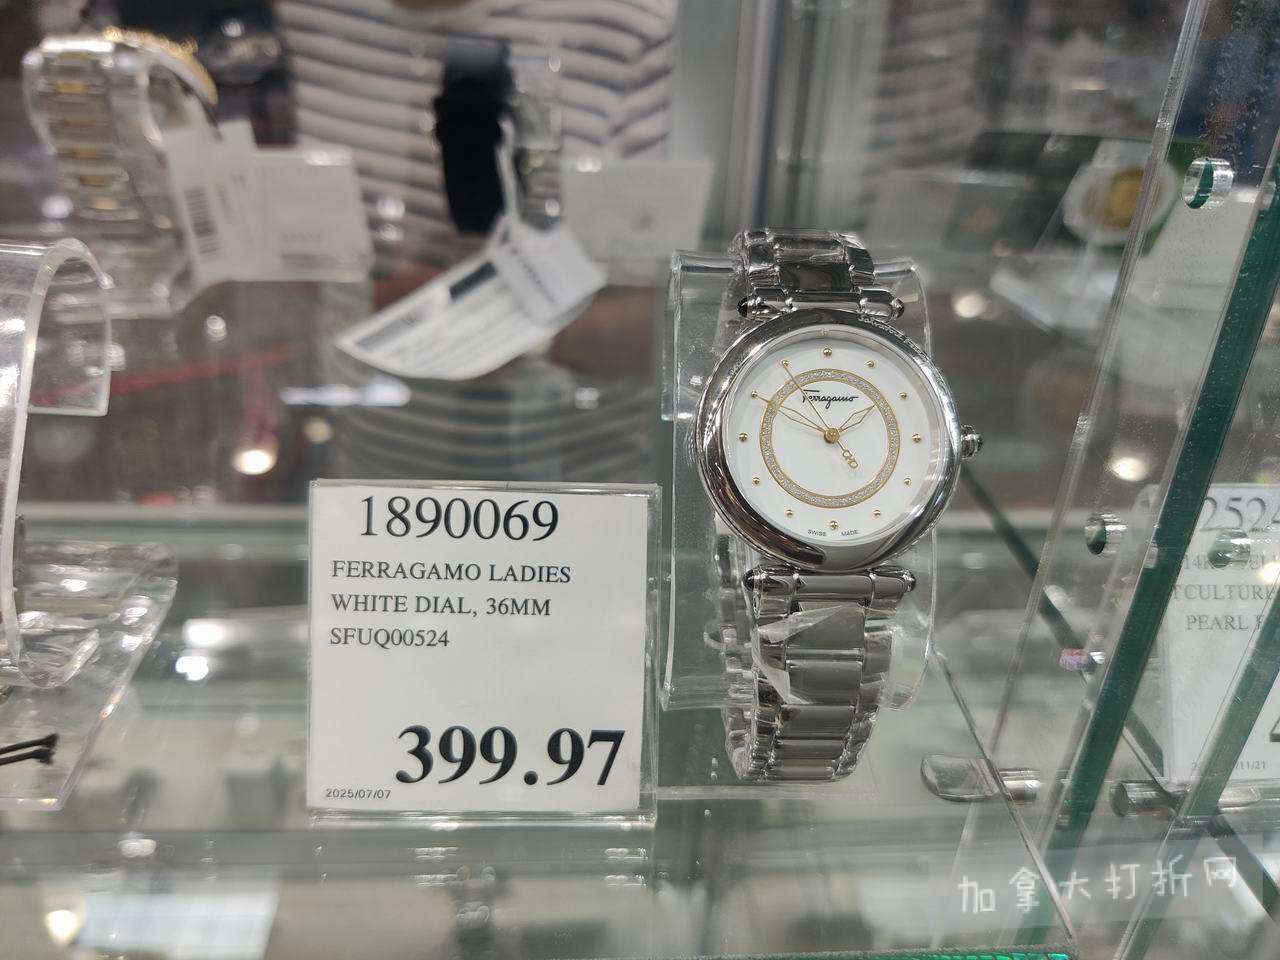 Ferragamo
SWISS MADE
1890069
FERRAGAMO LADIES
WHITE DIAL, 36MM
SFUQ00524
399.97
2025/07/07
PEARL
加拿大打折网